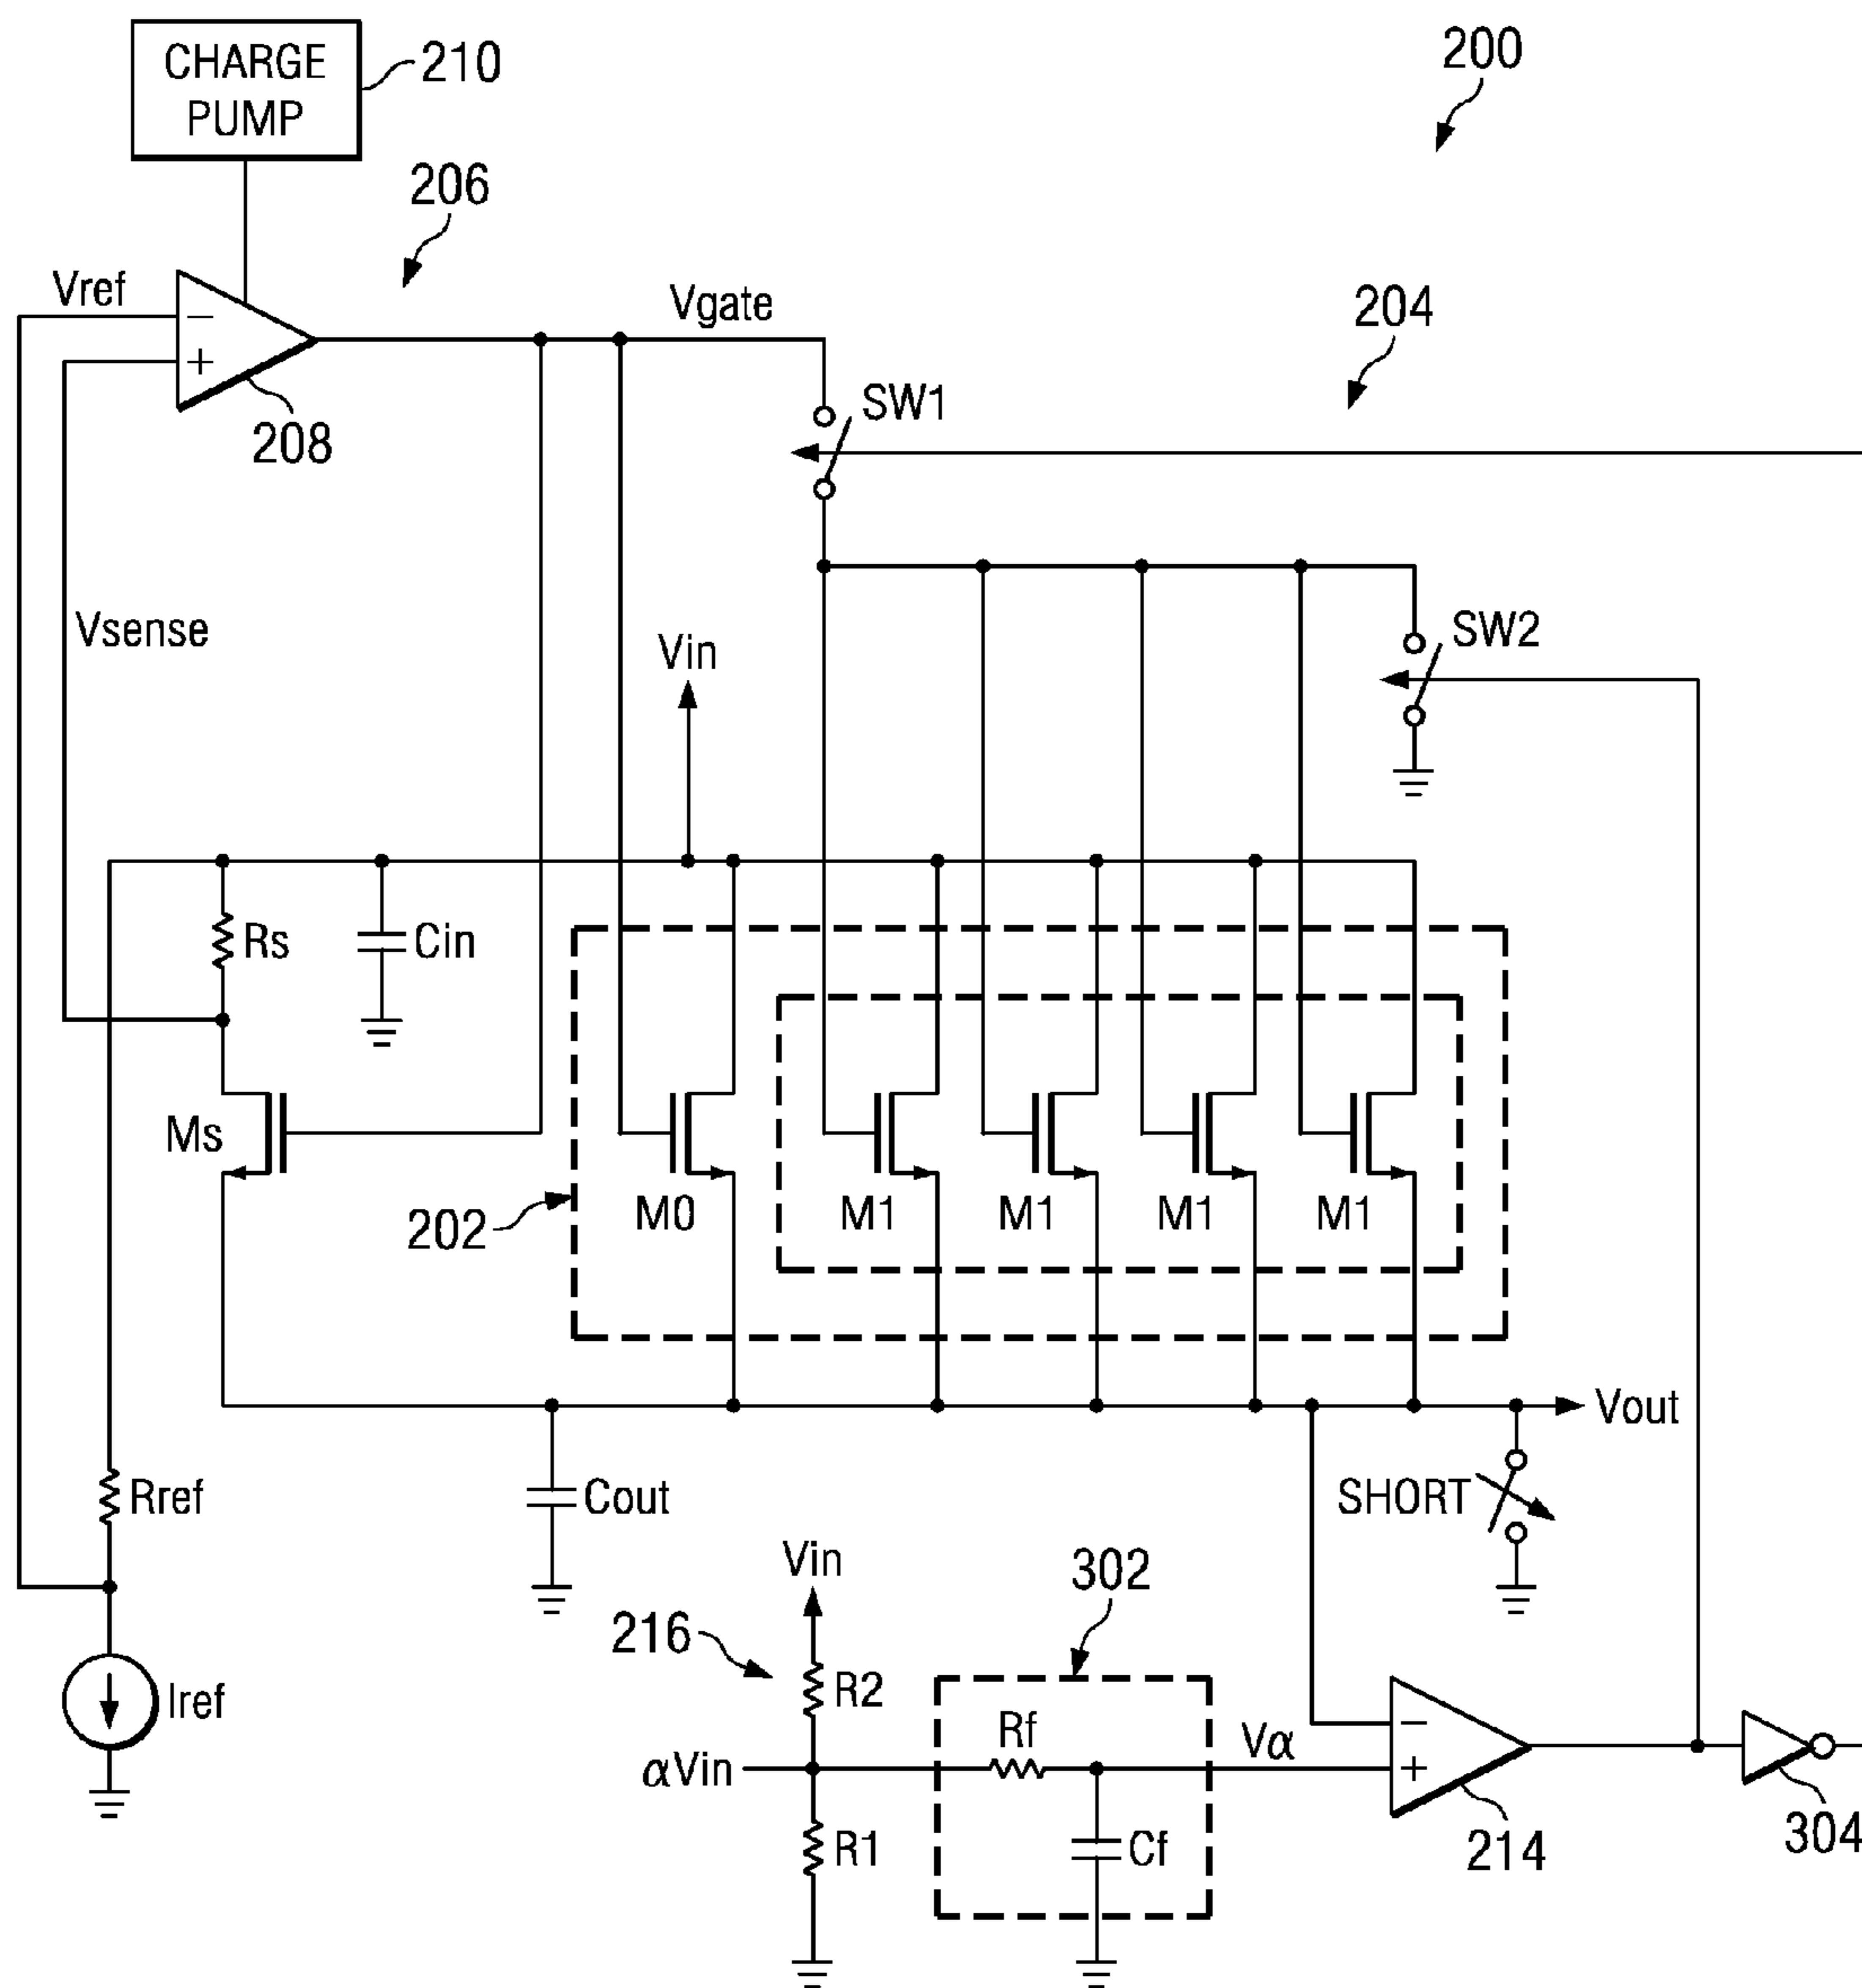 CHARGE
PUMP
210
200
206
Vref
Vgate
204
−
+
208
SW1
Vsense
Vin
SW2
Rs
Cin
Ms
202
M0
M1
M1
M1
M1
Vout
Rref
Cout
SHORT
Vin
302
216
Iref
R2
Rf
Vα
αVin
−
+
R1
Cf
214
304